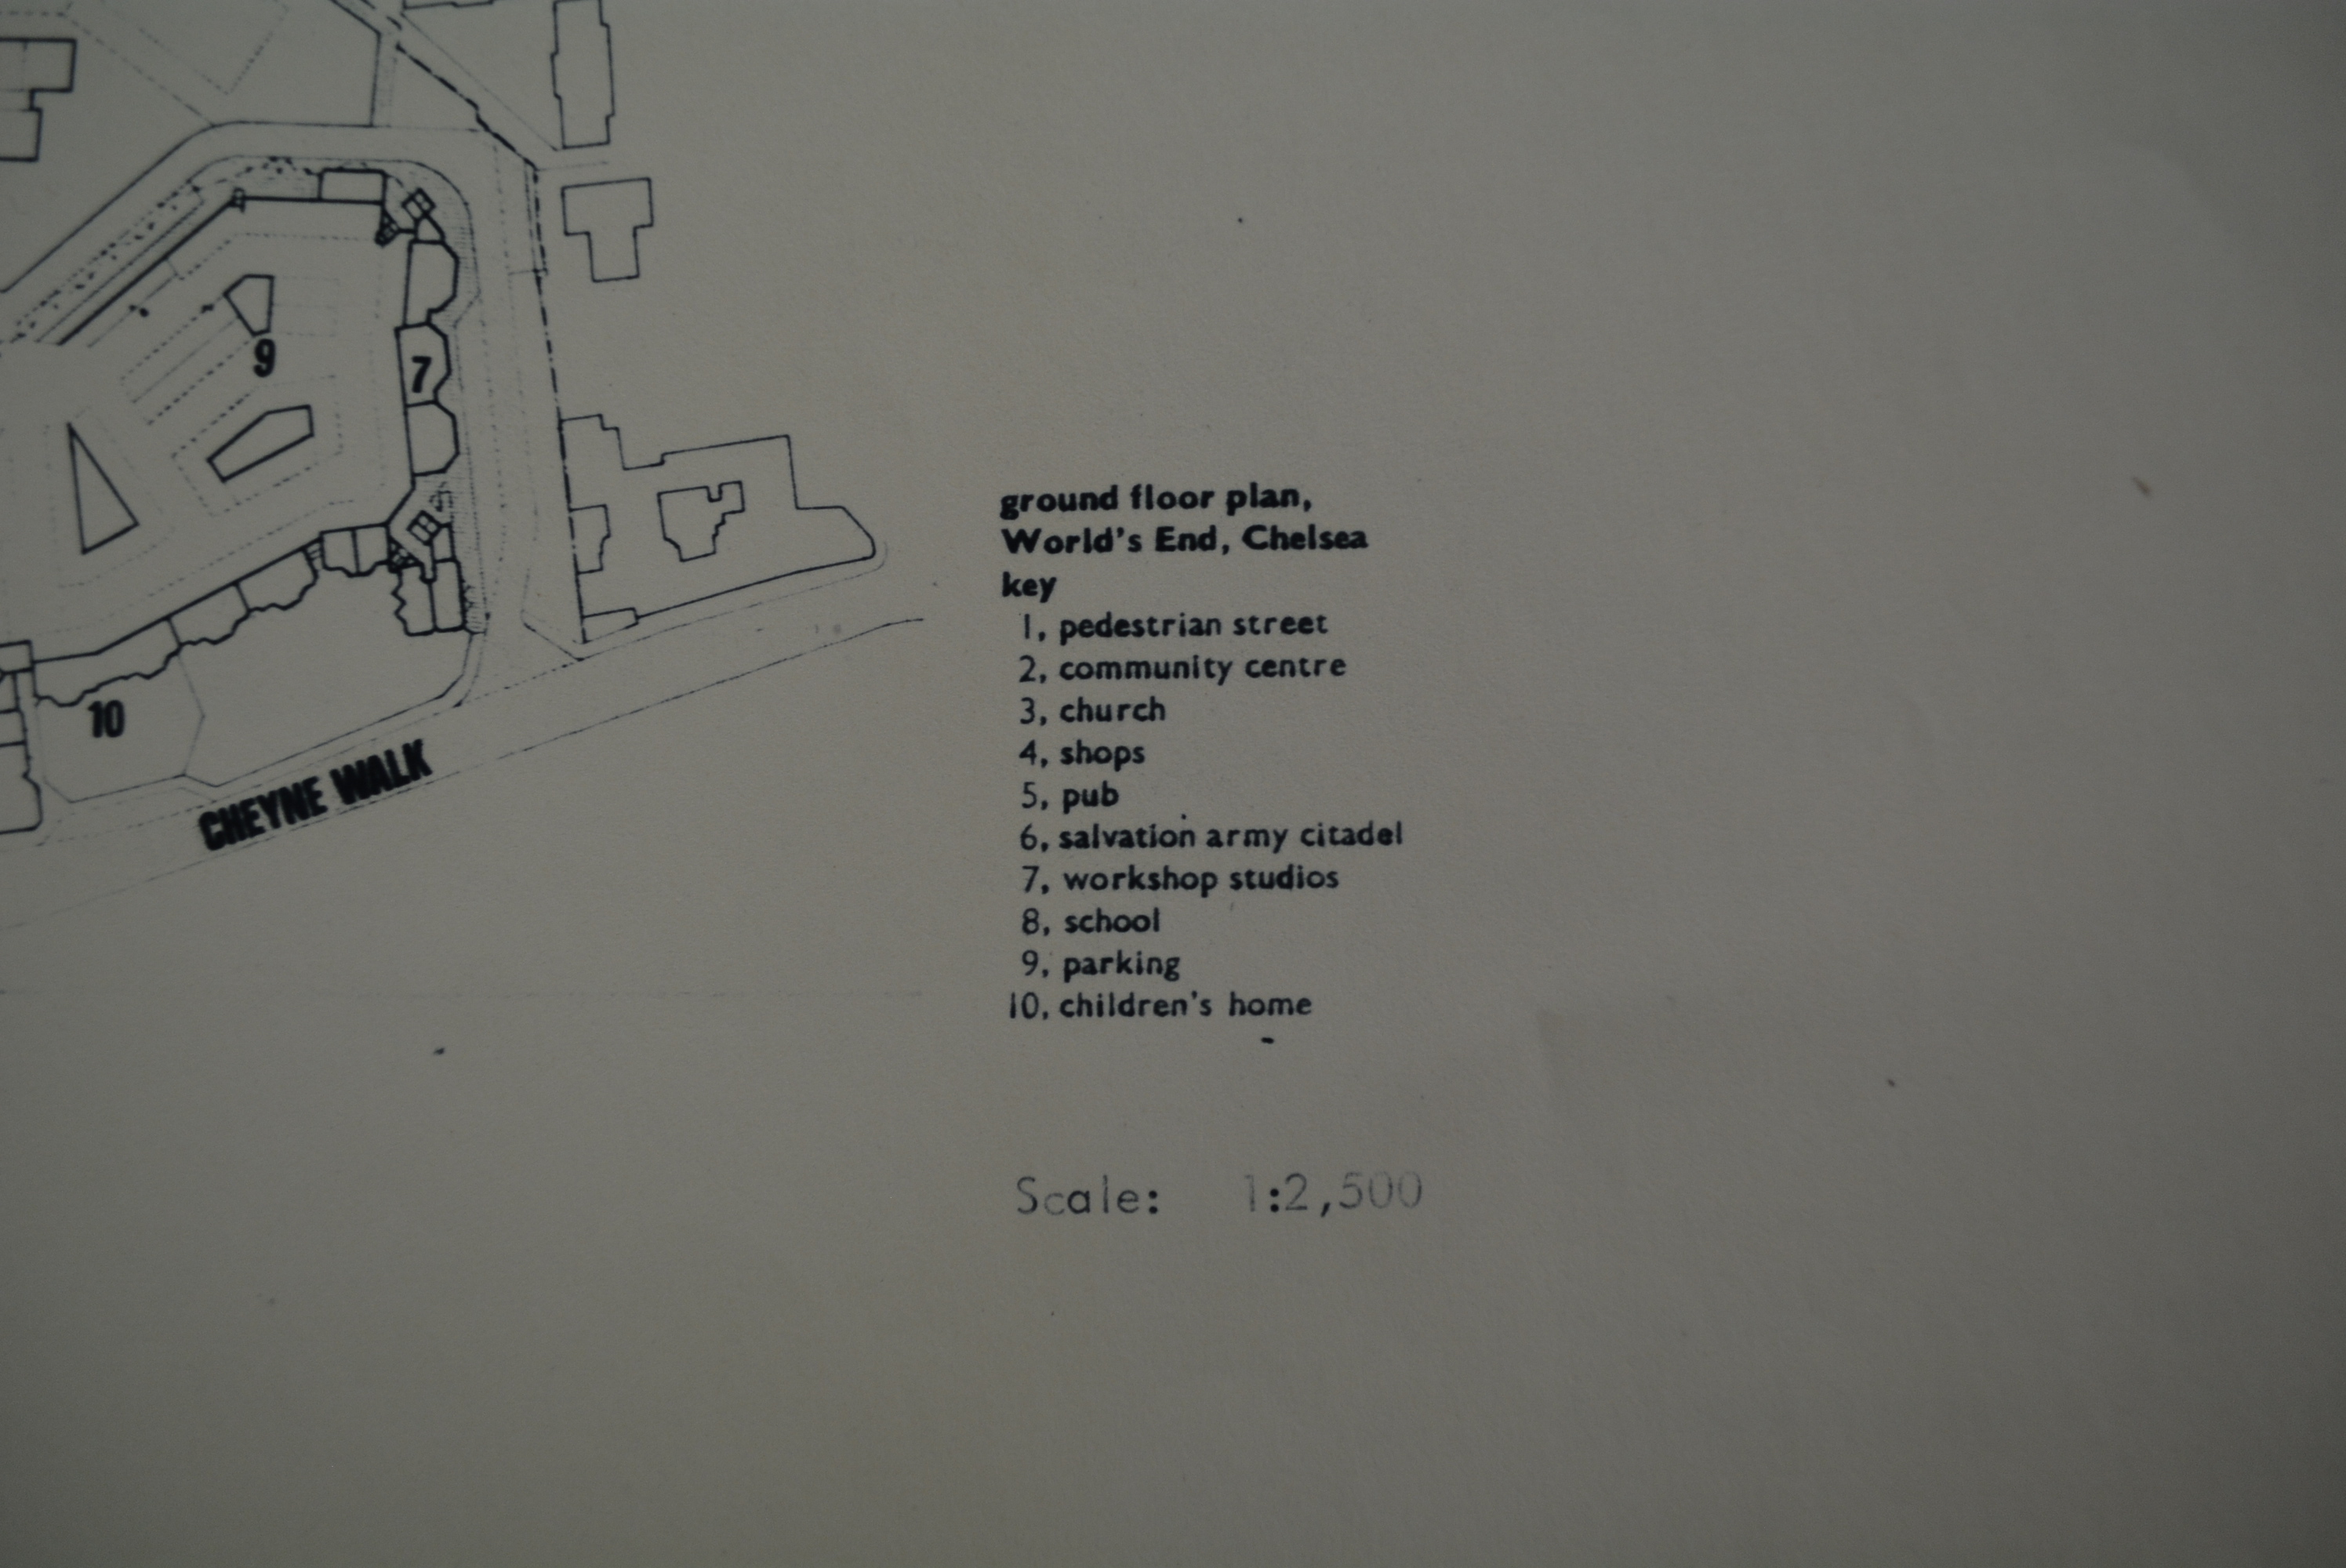 9
7
10
CHEYNE WALK
ground floor plan,
World's End, Chelsea
key
1, pedestrian street
2, community centre
3, church
4, shops
5, pub
6, salvation army citadel
7, workshop studios
8, school
9, parking
10, children's home
Scale: 1:2,500